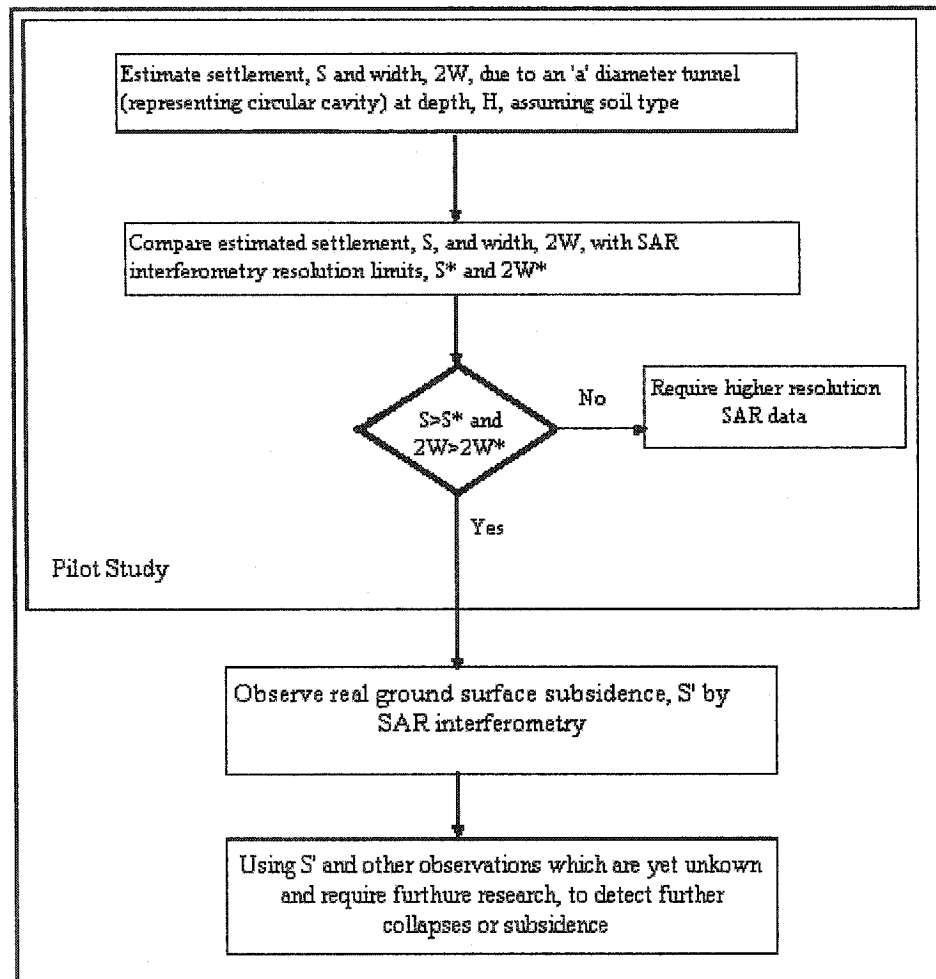 Estimate settlement, S and width, 2W, due to an 'a' diameter tunnel
(representing circular cavity) at depth, H, assuming soil type
Compare estimated settlement, S, and width, 2W, with SAR
interferometry resolution limits, S* and 2W*
S>S* and
2W>2W*
No
Require higher resolution
SAR data
Yes
Pilot Study
Observe real ground surface subsidence, S' by
SAR interferometry
Using S' and other observations which are yet unkown
and require furthure research, to detect further
collapses or subsidence